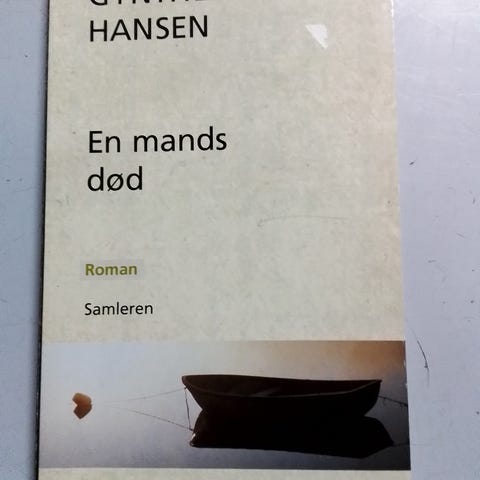 HANSEN
En mands
død
Roman
Samleren